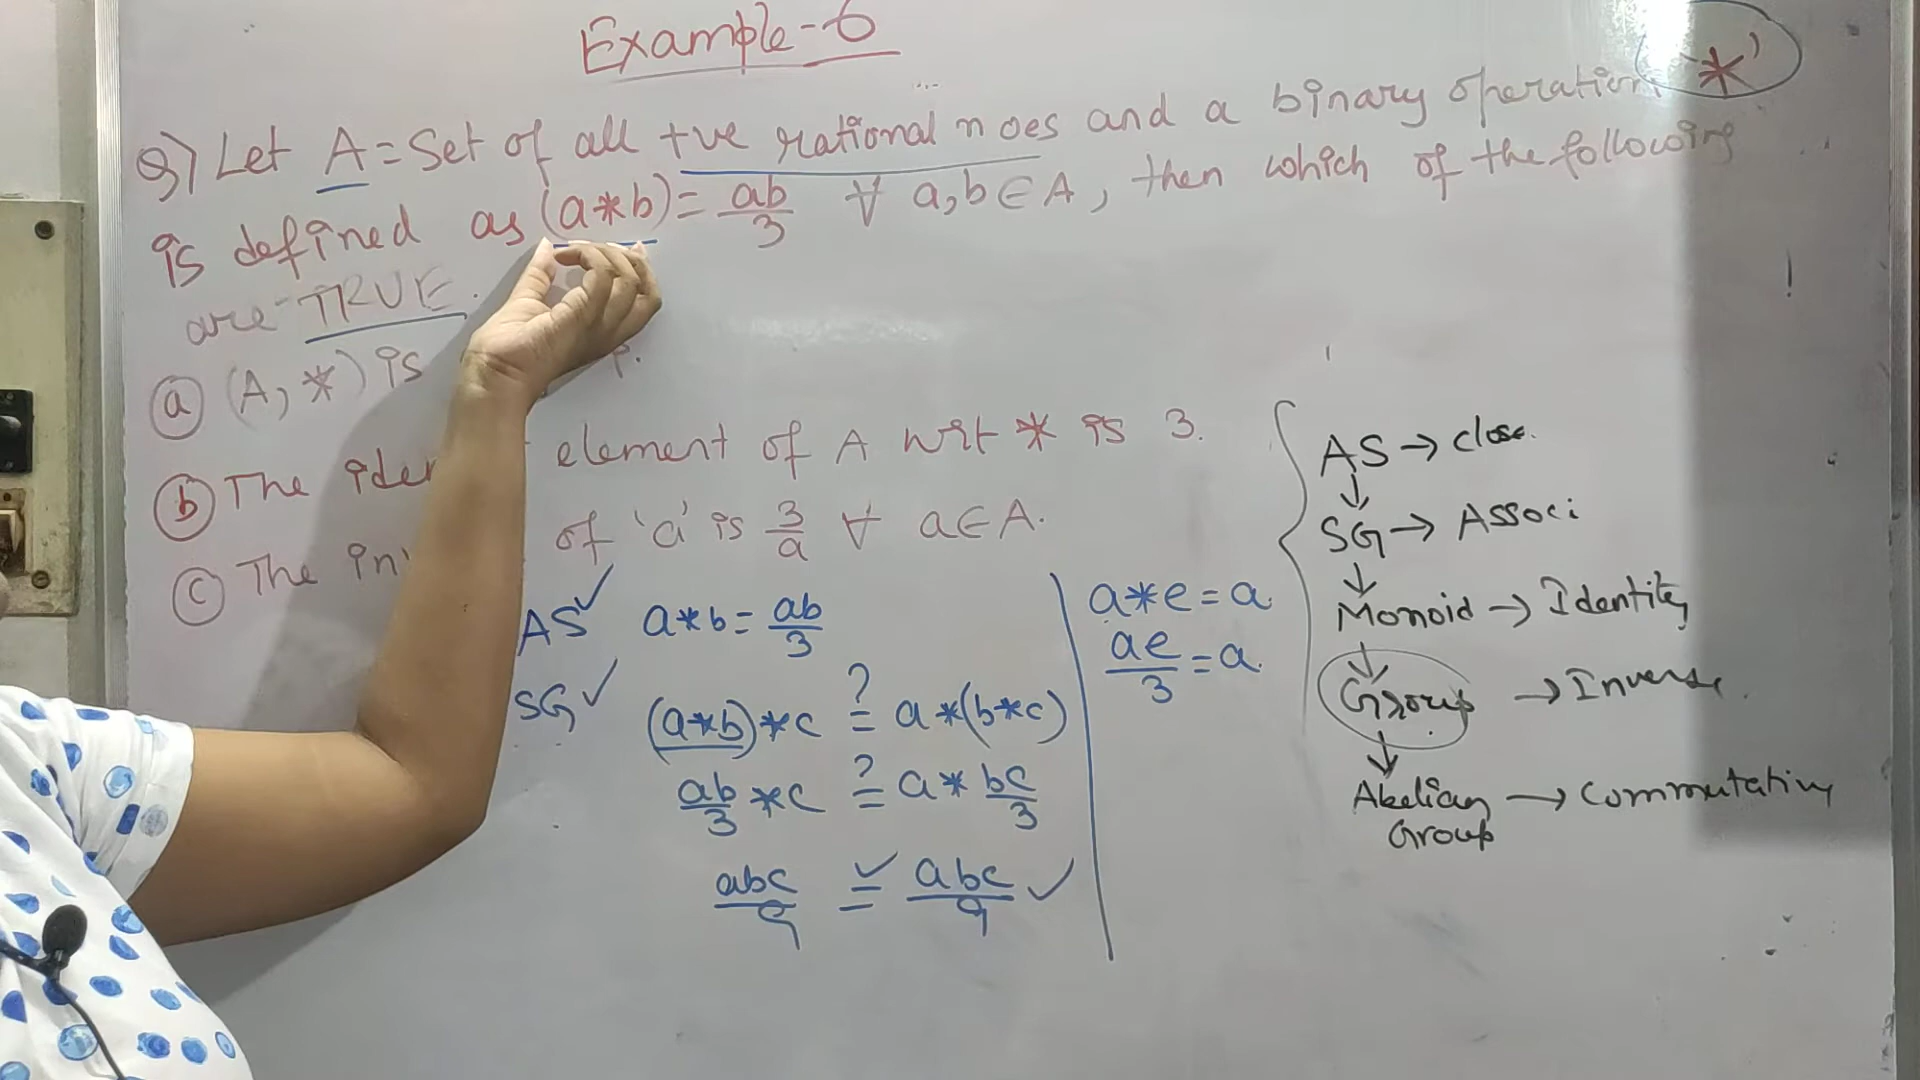 Example-6
Q) Let A = Set of all +ve rational noes and a binary operation '*'
is defined as (a*b) = ab/3 ∀ a,b ∈ A, then which of the following
are TRUE.
(a) (A, *) is
(b) The element of A wrt * is 3.
(c) The of 'a' is 3/a ∀ a ∈ A.
AS ✓ a*b = ab/3
SG ✓ (a*b)*c ?= a*(b*c)
ab/3 *c ?= a* bc/3
abc/9 =✓ abc/9 ✓
a*e = a
ae/3 = a.
AS → close.
↓
SG → Associ
↓
Monoid → Identity
↓
Group → Inverse
↓
Abelian → Commutative
Group